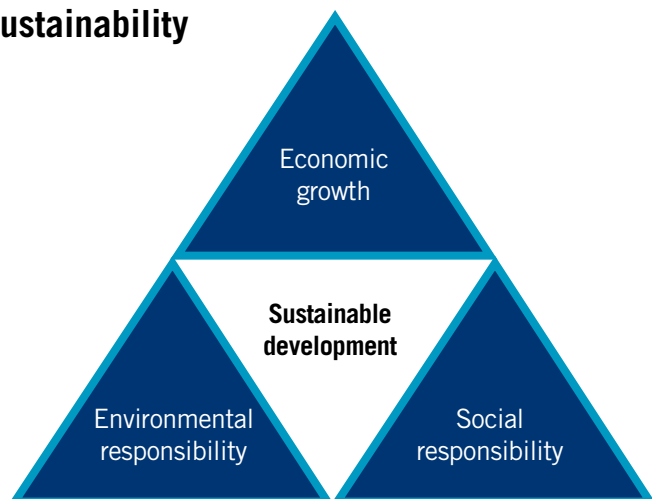 ustainability
Economic
growth
Sustainable
development
Environmental
responsibility
Social
responsibility